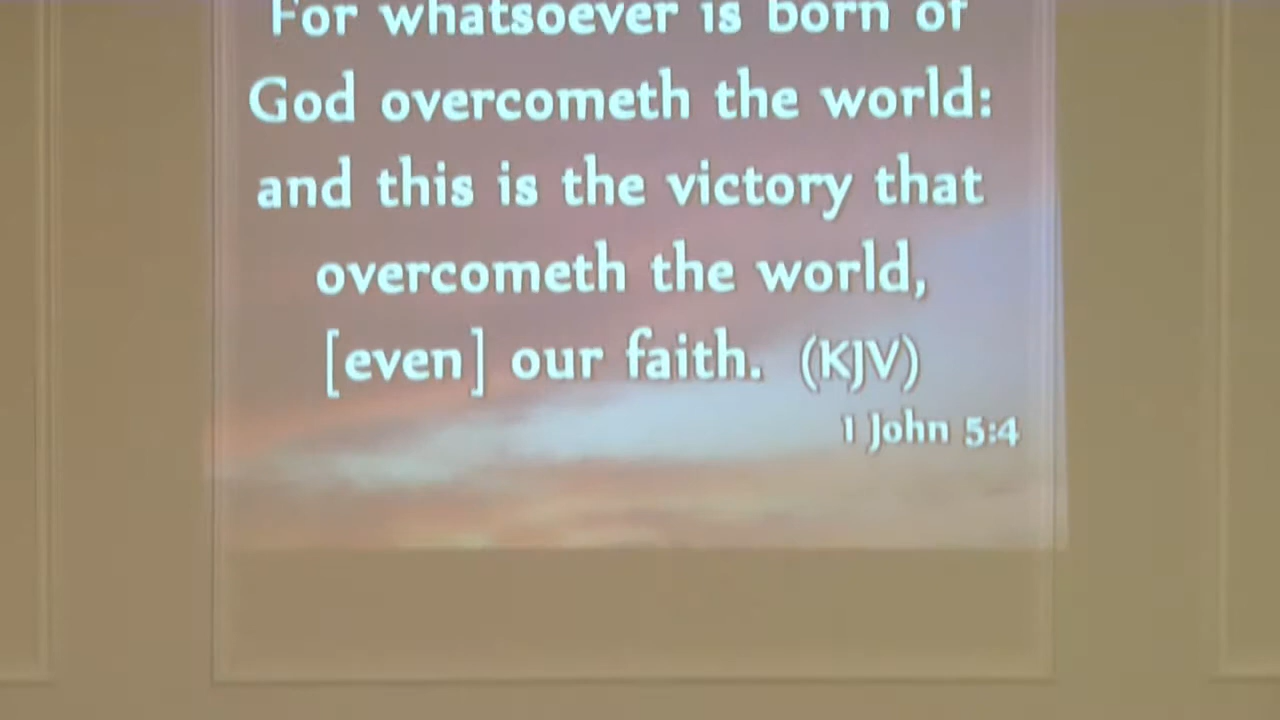 For whatsoever is born of
God overcometh the world:
and this is the victory that
overcometh the world,
[even] our faith. (KJV)
1 John 5:4